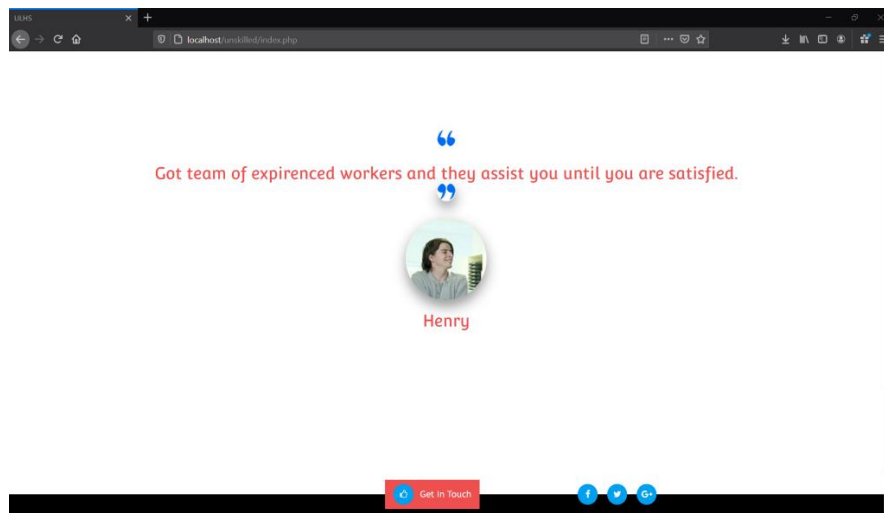 ULHS
localhost/unskilled/index.php
“
Got team of expirenced workers and they assist you until you are satisfied.
”
Henry
Get In Touch
f G+